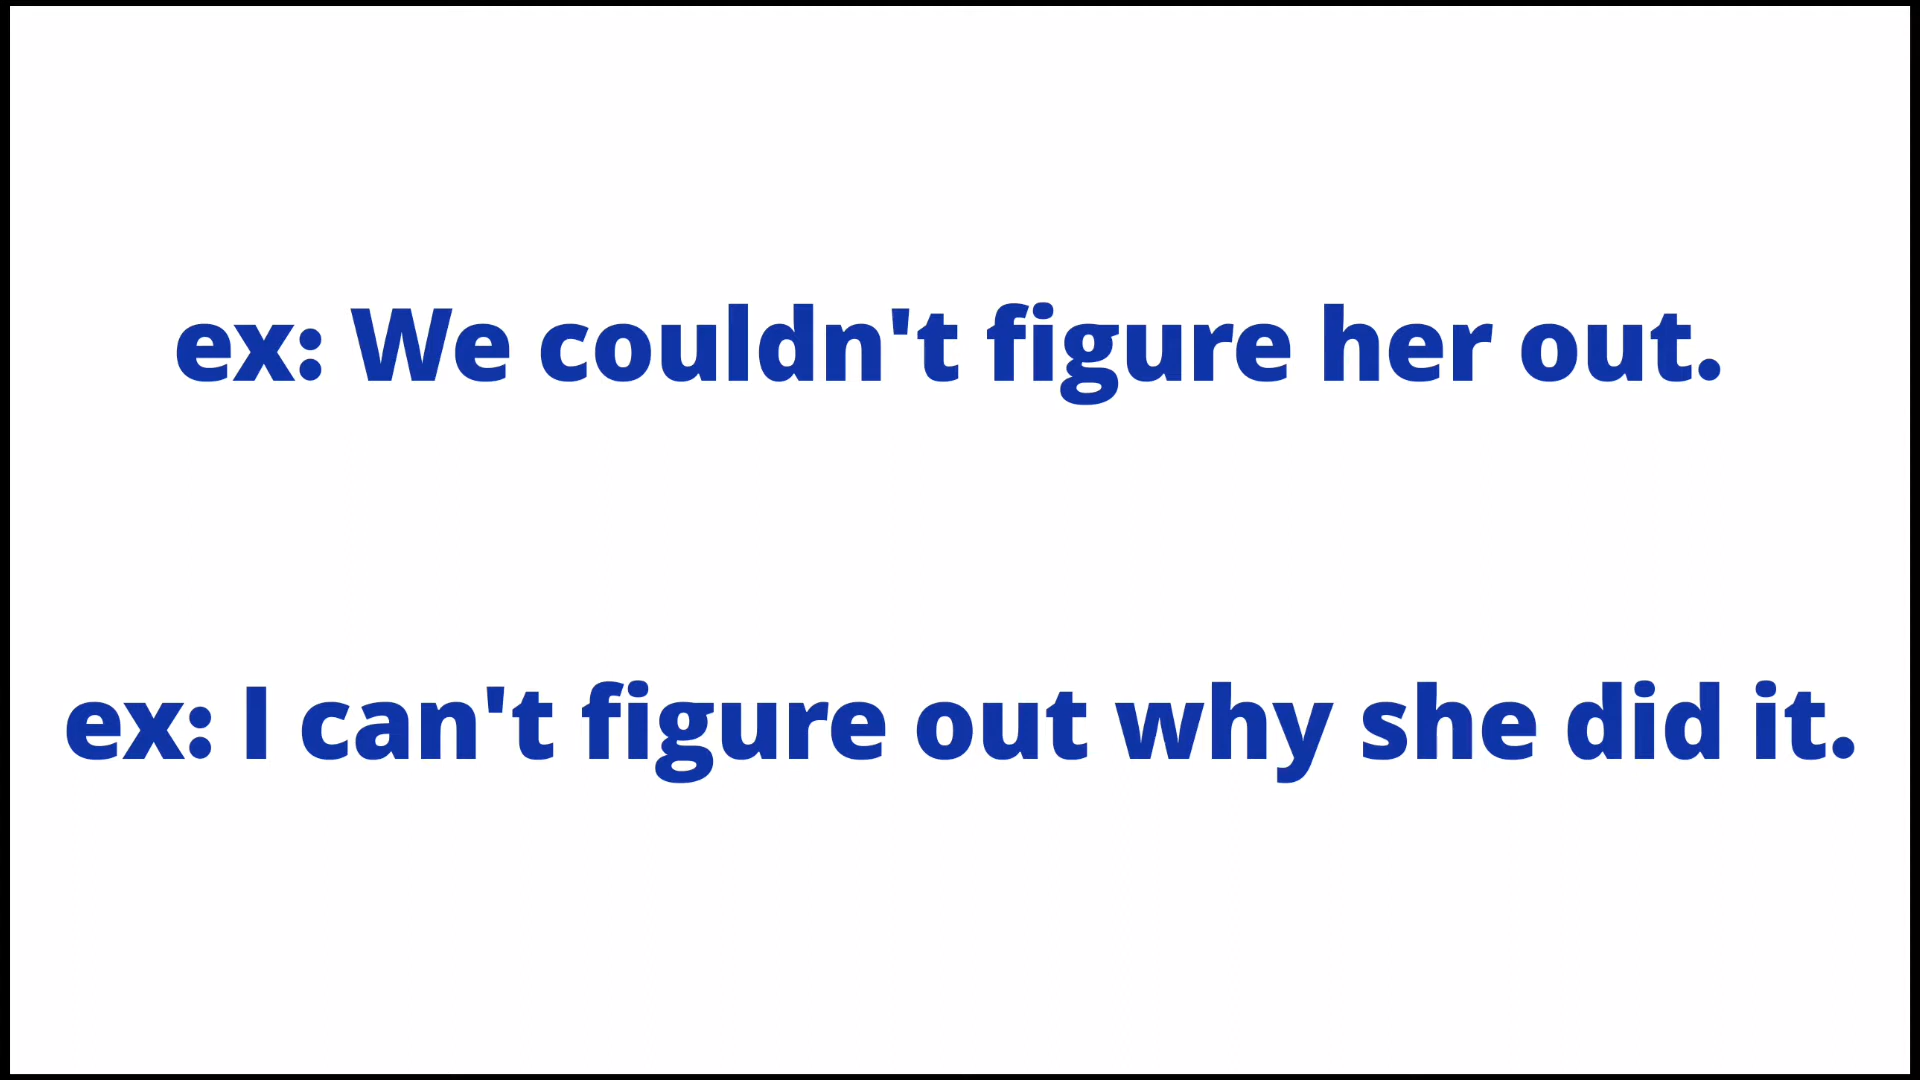 ex: We couldn't figure her out.
ex: I can't figure out why she did it.